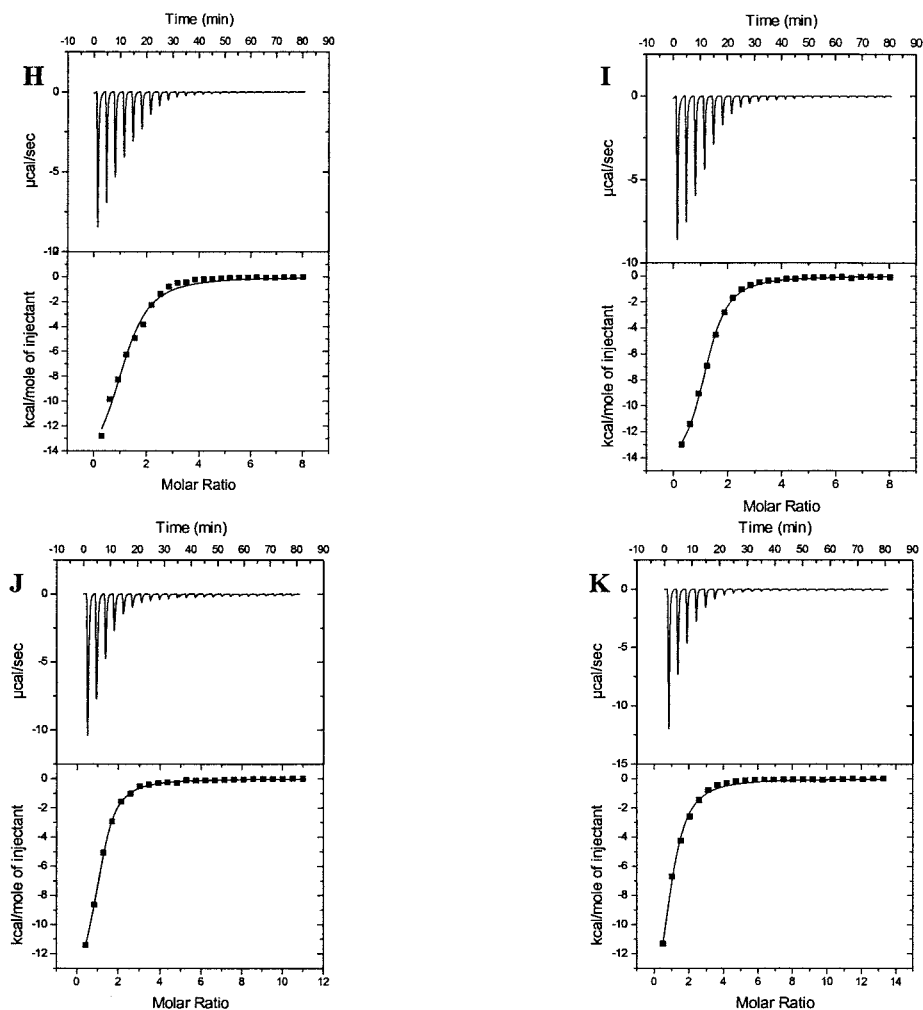 Time (min)
-10 0 10 20 30 40 50 60 70 80 90
H
0
-5
-10
µcal/sec
0
-2
-4
-6
-8
-10
-12
-14
kcal/mole of injectant
0 2 4 6 8
Molar Ratio
Time (min)
-10 0 10 20 30 40 50 60 70 80 90
I
0
-5
-10
µcal/sec
0
-2
-4
-6
-8
-10
-12
-14
kcal/mole of injectant
0 2 4 6 8
Molar Ratio
Time (min)
-10 0 10 20 30 40 50 60 70 80 90
J
0
-5
-10
µcal/sec
0
-2
-4
-6
-8
-10
-12
kcal/mole of injectant
0 2 4 6 8 10 12
Molar Ratio
Time (min)
-10 0 10 20 30 40 50 60 70 80 90
K
0
-5
-10
-15
µcal/sec
0
-2
-4
-6
-8
-10
-12
kcal/mole of injectant
0 2 4 6 8 10 12 14
Molar Ratio